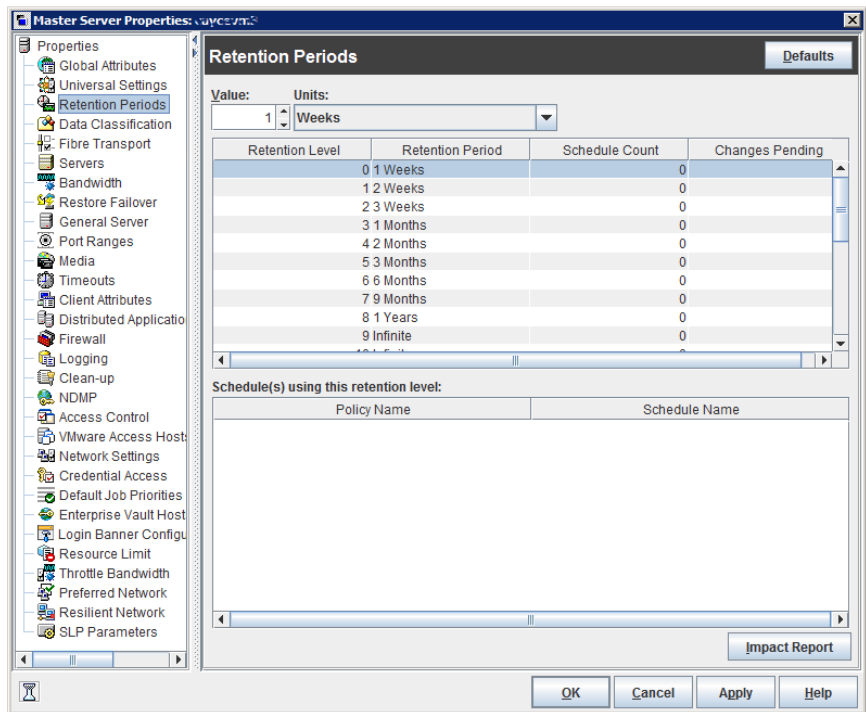 Master Server Properties:
Properties
Global Attributes
Universal Settings
Retention Periods
Data Classification
Fibre Transport
Servers
Bandwidth
Restore Failover
General Server
Port Ranges
Media
Timeouts
Client Attributes
Distributed Applicatio
Firewall
Logging
Clean-up
NDMP
Access Control
VMware Access Hosts
Network Settings
Credential Access
Default Job Priorities
Enterprise Vault Host
Login Banner Configu
Resource Limit
Throttle Bandwidth
Preferred Network
Resilient Network
SLP Parameters
Retention Periods
Defaults
Value: Units:
1 Weeks
Retention Level Retention Period Schedule Count Changes Pending
0 1 Weeks 0
1 2 Weeks 0
2 3 Weeks 0
3 1 Months 0
4 2 Months 0
5 3 Months 0
6 6 Months 0
7 9 Months 0
8 1 Years 0
9 Infinite 0
Schedule(s) using this retention level:
Policy Name Schedule Name
Impact Report
OK Cancel Apply Help